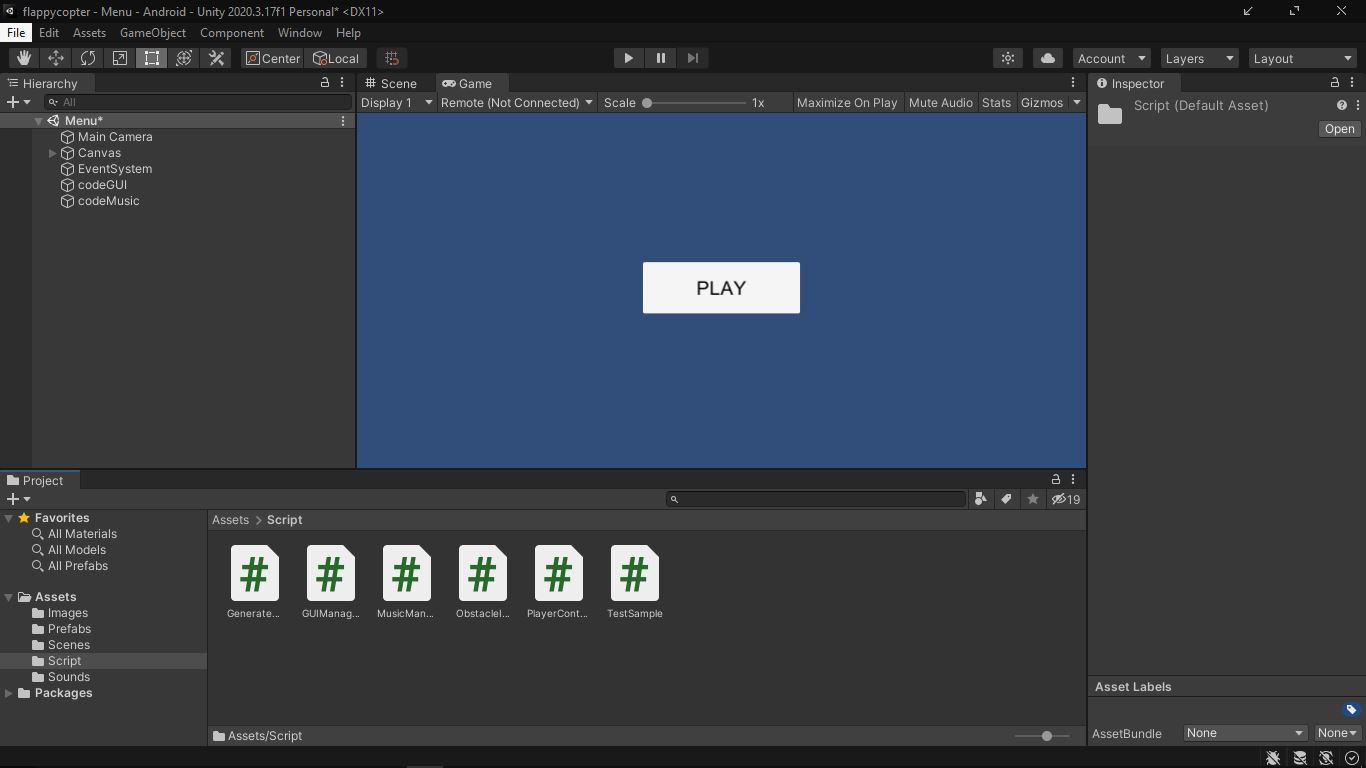 flappycopter - Menu - Android - Unity 2020.3.17f1 Personal* <DX11>
File Edit Assets GameObject Component Window Help
Center Local Account Layers Layout
Hierarchy
All
Menu*
Main Camera
Canvas
EventSystem
codeGUI
codeMusic
Scene Game
Display 1 Remote (Not Connected) Scale 1x Maximize On Play Mute Audio Stats Gizmos
PLAY
Inspector
Script (Default Asset)
Open
Project
19
Favorites
All Materials
All Models
All Prefabs
Assets
Images
Prefabs
Scenes
Script
Sounds
Packages
Assets > Script
Generate... GUIManag... MusicMan... Obstaclel... PlayerCont... TestSample
Assets/Script
Asset Labels
AssetBundle None None